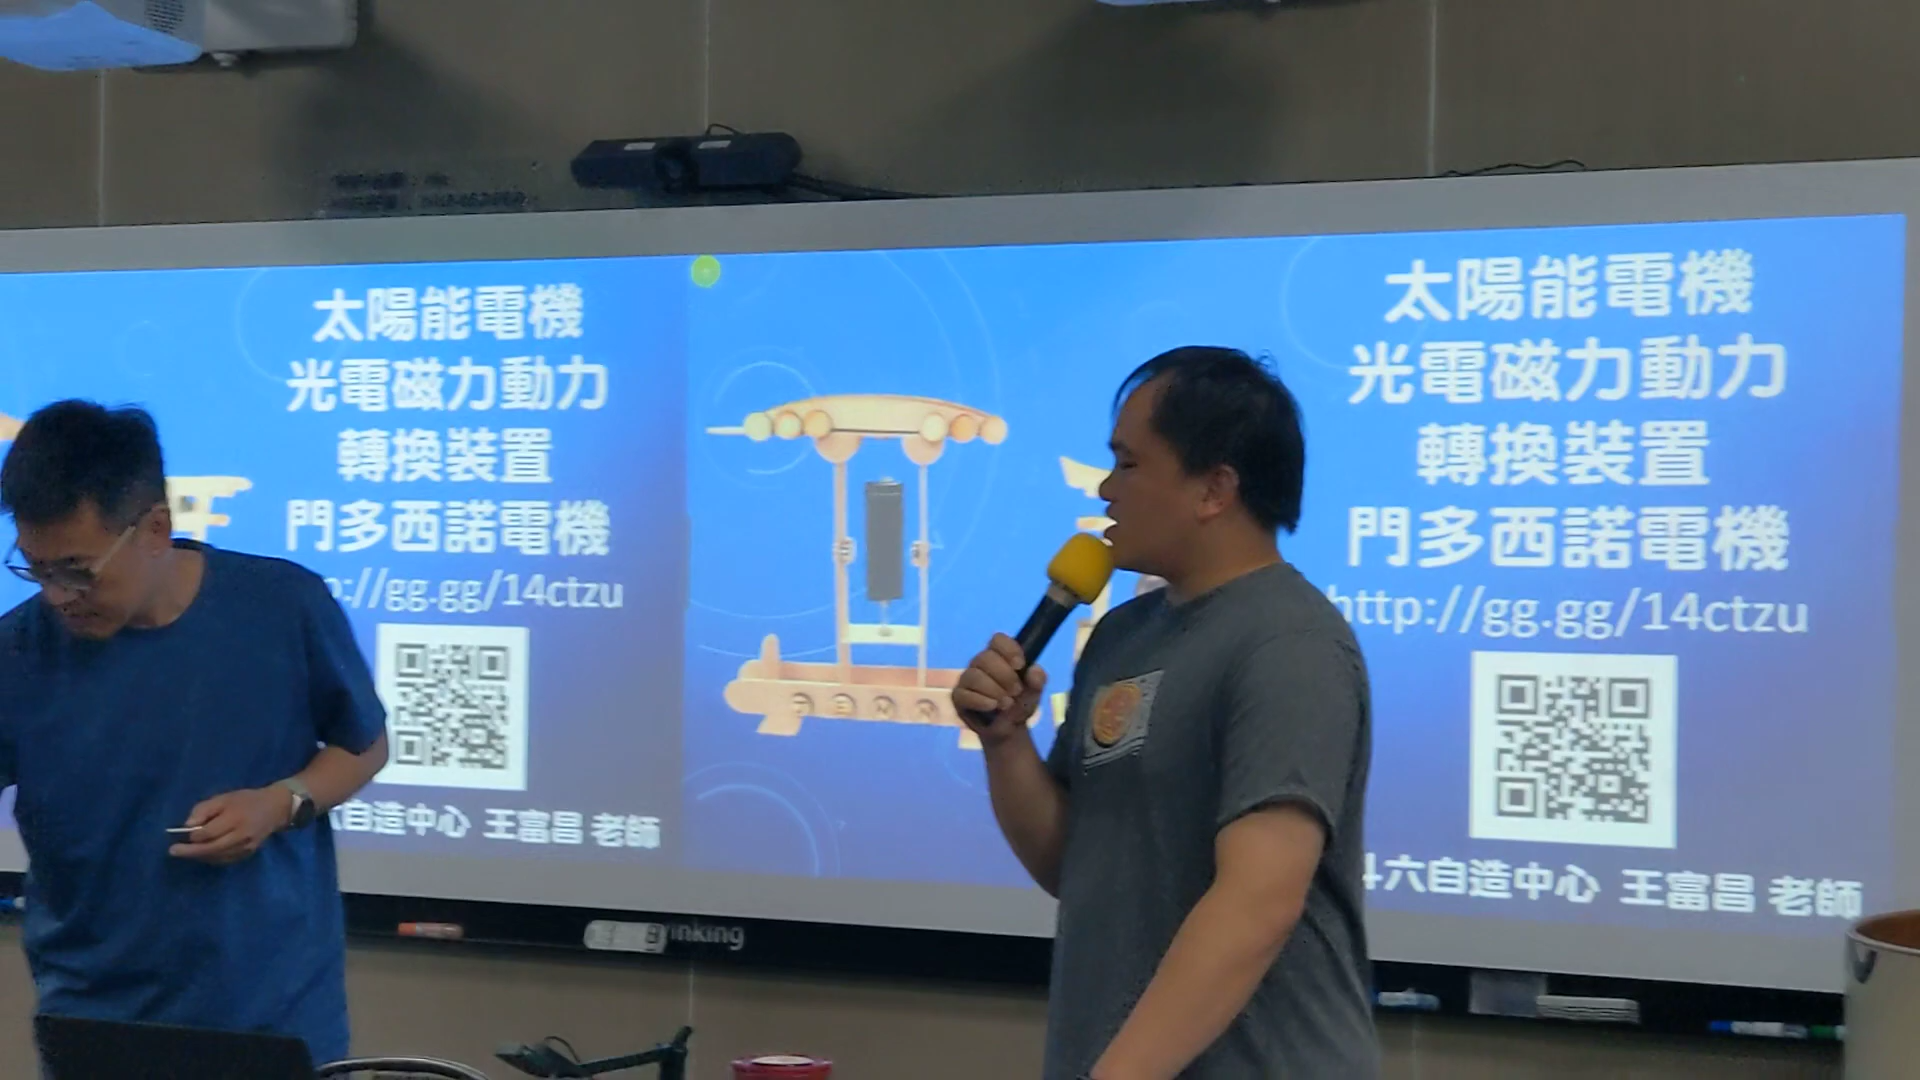 太陽能電機
光電磁力動力
轉換裝置
門多西諾電機
p://gg.gg/14ctzu
六自造中心 王富昌 老師
太陽能電機
光電磁力動力
轉換裝置
門多西諾電機
http://gg.gg/14ctzu
斗六自造中心 王富昌 老師
inking